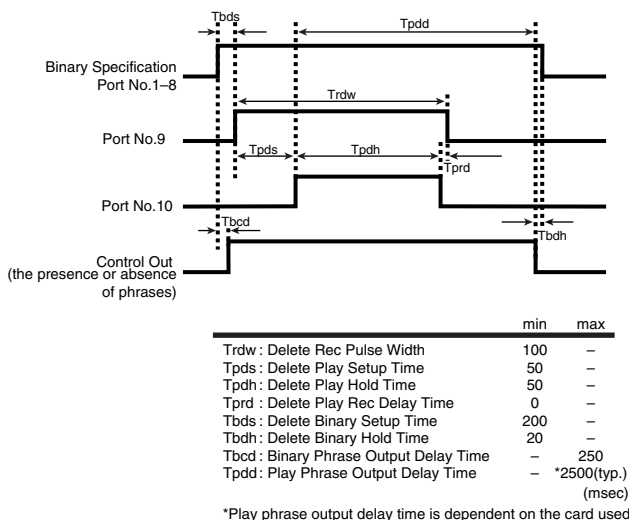 Tbds
Tpdd
Binary Specification
Port No.1–8
Trdw
Port No.9
Tpds
Tpdh
Tprd
Port No.10
Tbcd
Tbdh
Control Out
(the presence or absence
of phrases)
min max
Trdw : Delete Rec Pulse Width 100 –
Tpds : Delete Play Setup Time 50 –
Tpdh : Delete Play Hold Time 50 –
Tprd : Delete Play Rec Delay Time 0 –
Tbds : Delete Binary Setup Time 200 –
Tbdh : Delete Binary Hold Time 20 –
Tbcd : Binary Phrase Output Delay Time – 250
Tpdd : Play Phrase Output Delay Time – *2500(typ.)
(msec)
*Play phrase output delay time is dependent on the card used